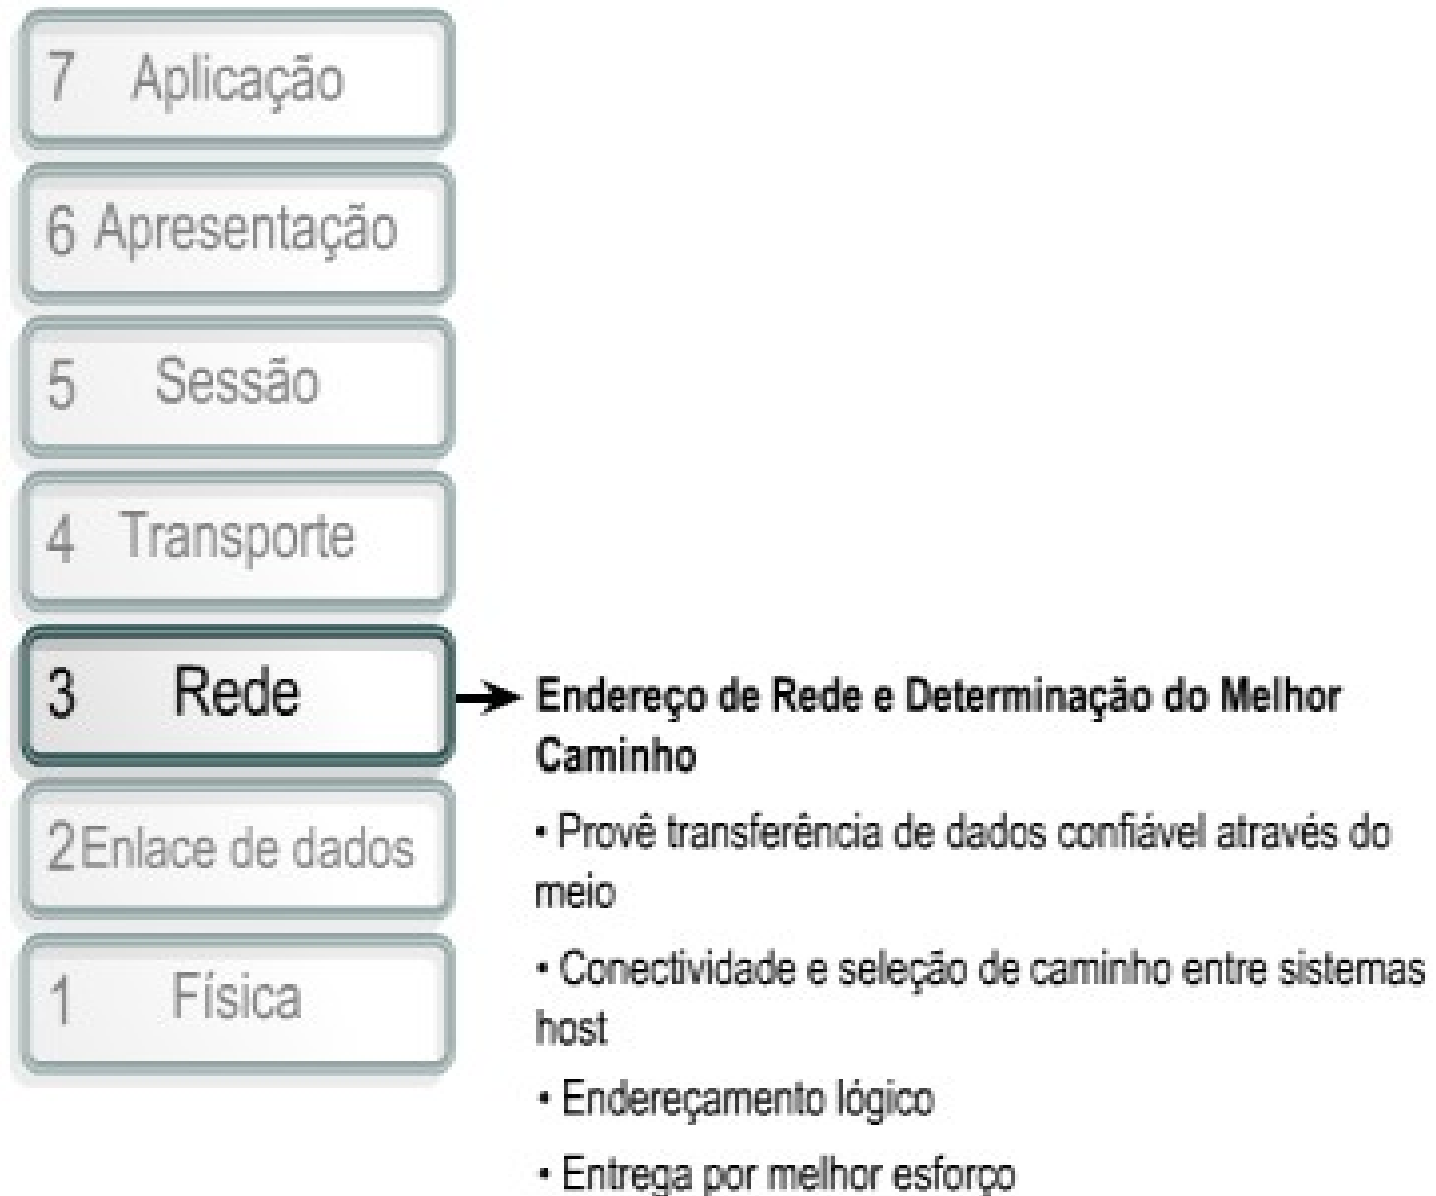 7 Aplicação
6 Apresentação
5 Sessão
4 Transporte
3 Rede
Endereço de Rede e Determinação do Melhor
Caminho
• Provê transferência de dados confiável através do
meio
• Conectividade e seleção de caminho entre sistemas
host
• Endereçamento lógico
• Entrega por melhor esforço
2 Enlace de dados
1 Física